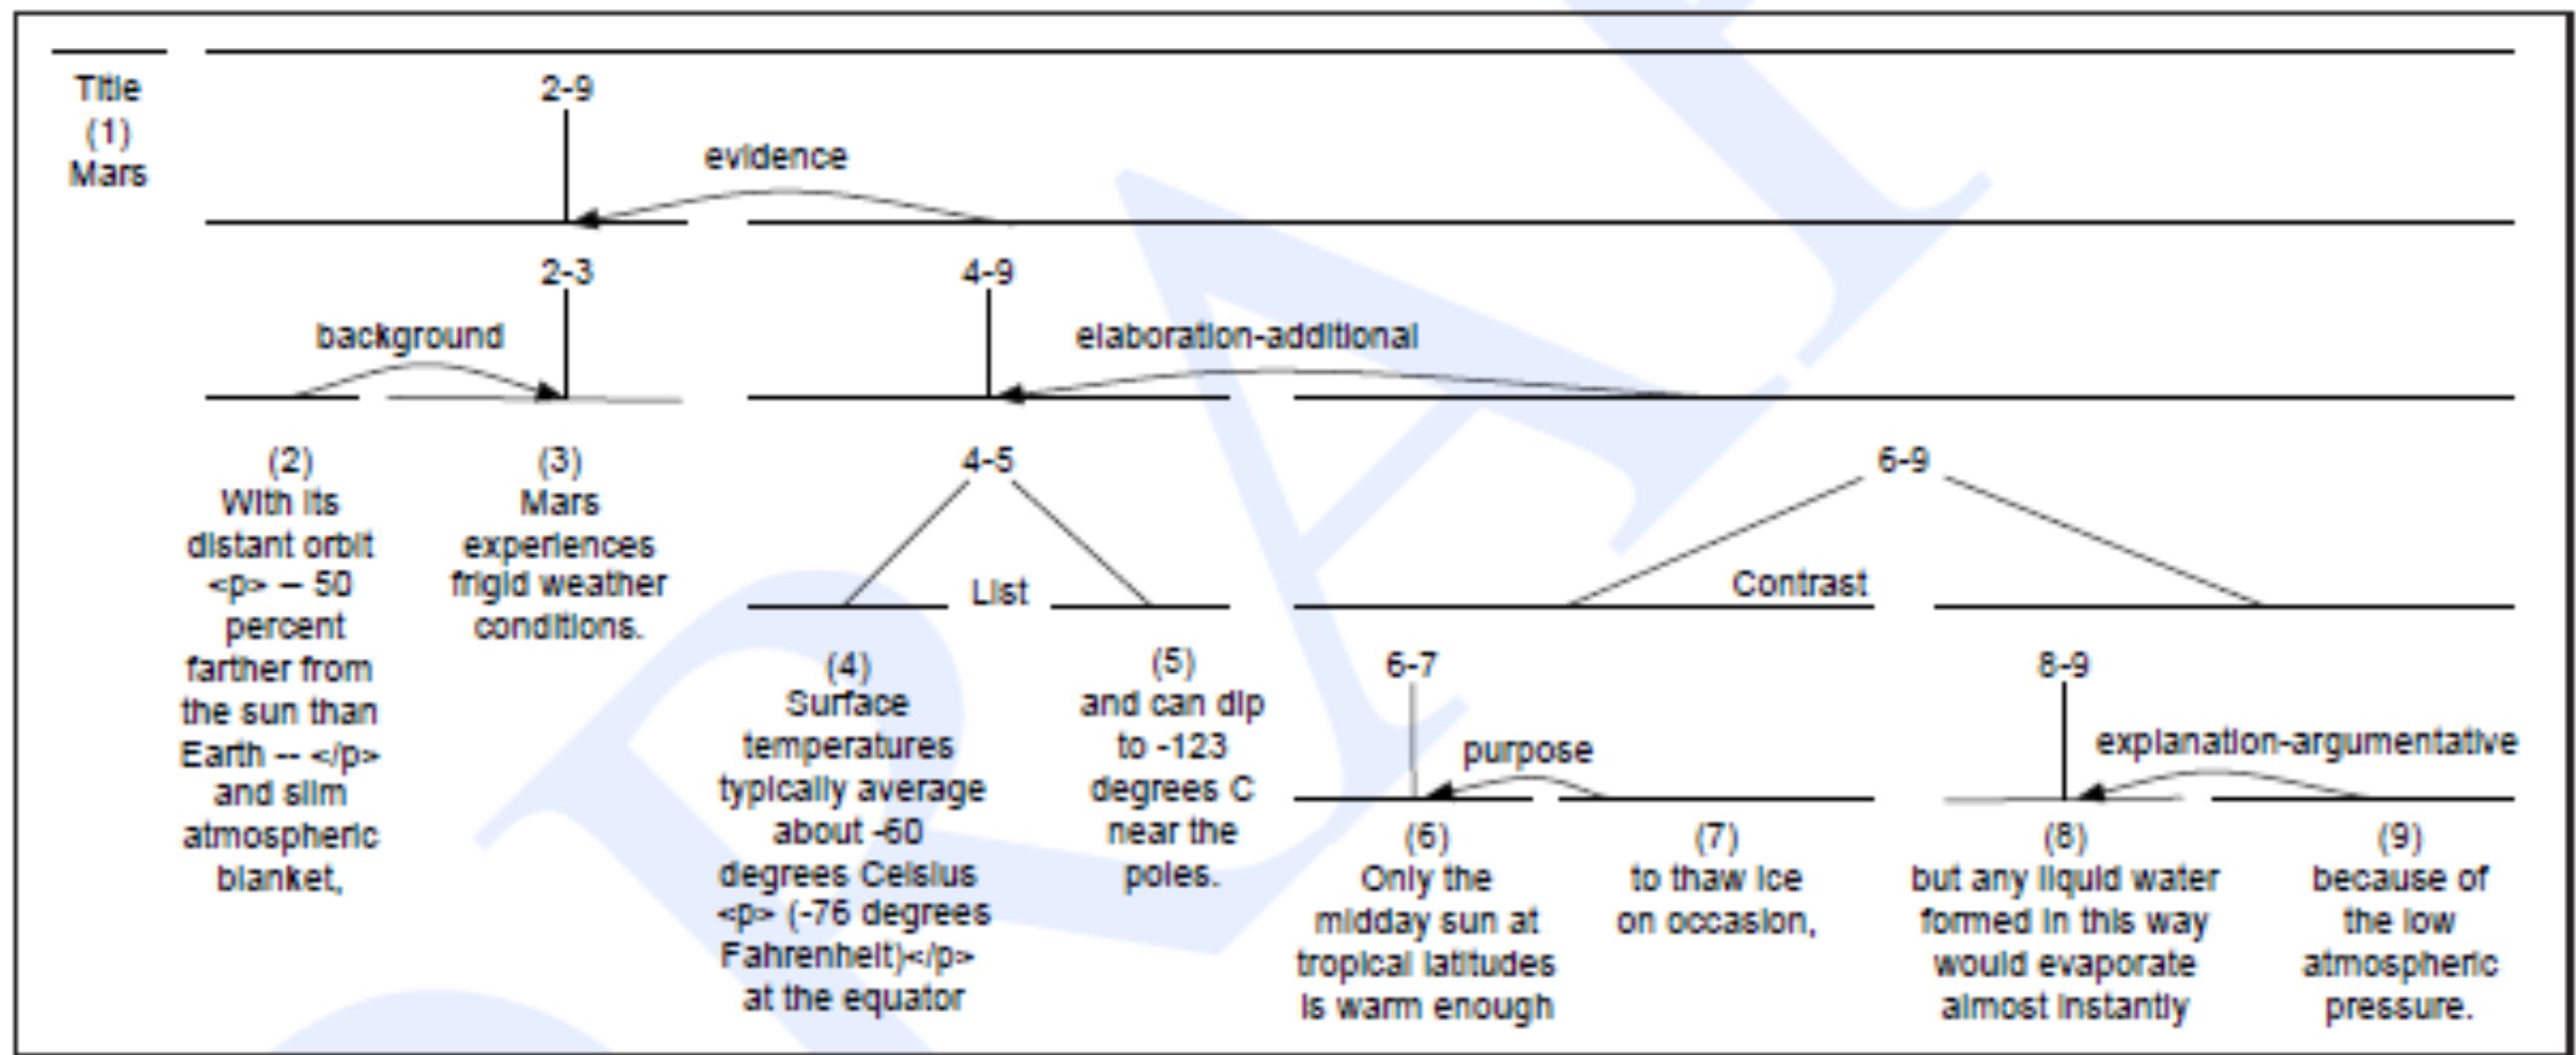 Title
(1)
Mars
2-9
evidence
2-3
4-9
background
elaboration-additional
(2)
With its
distant orbit
<p> – 50
percent
farther from
the sun than
Earth -- </p>
and slim
atmospheric
blanket,
(3)
Mars
experiences
frigid weather
conditions.
4-5
6-9
List
Contrast
(4)
Surface
temperatures
typically average
about -60
degrees Celsius
<p> (-76 degrees
Fahrenheit)</p>
at the equator
(5)
and can dip
to -123
degrees C
near the
poles.
6-7
8-9
purpose
explanation-argumentative
(6)
Only the
midday sun at
tropical latitudes
is warm enough
(7)
to thaw ice
on occasion,
(8)
but any liquid water
formed in this way
would evaporate
almost instantly
(9)
because of
the low
atmospheric
pressure.